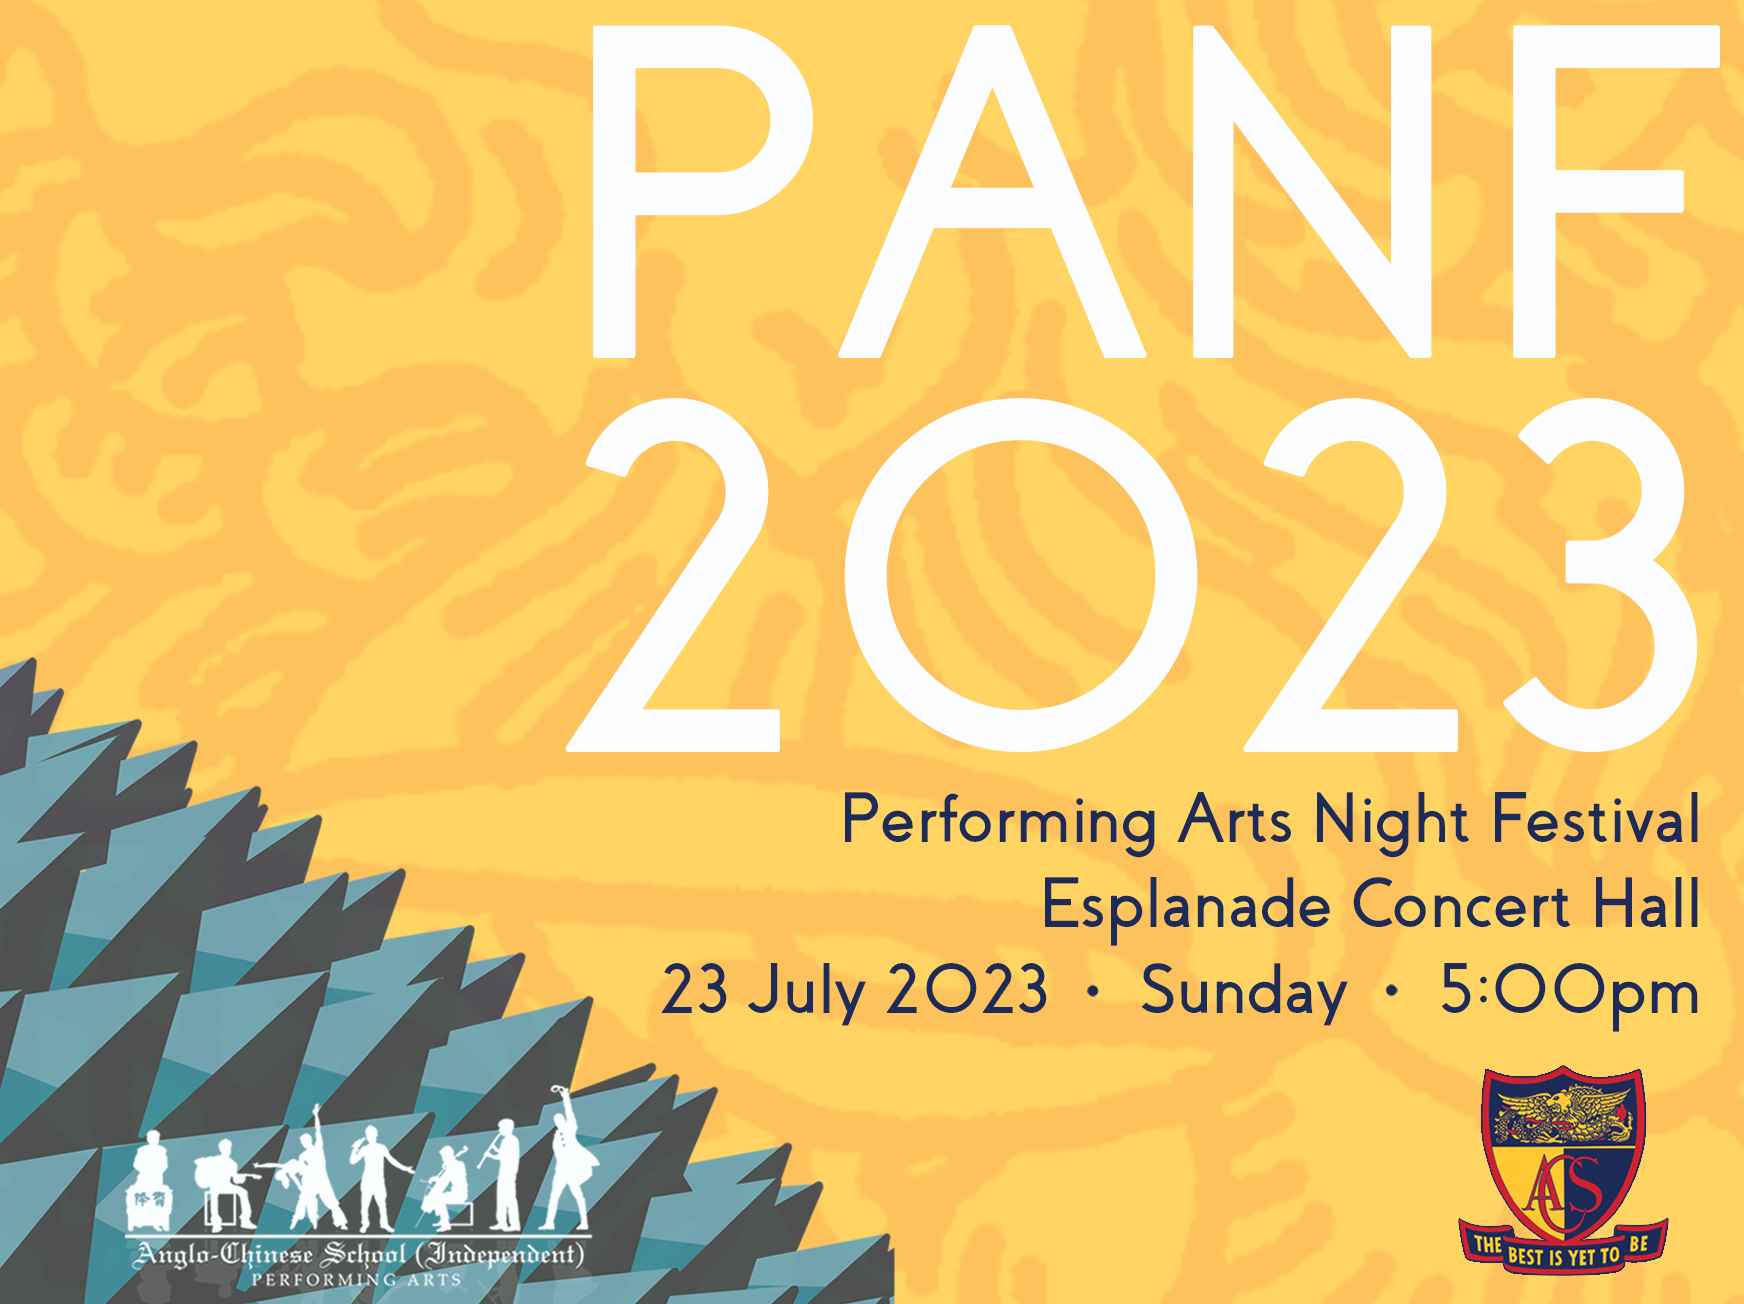 PANF
2023
Performing Arts Night Festival
Esplanade Concert Hall
23 July 2023 • Sunday • 5:00pm
Anglo-Chinese School (Independent)
PERFORMING ARTS
ACS
THE BEST IS YET TO BE